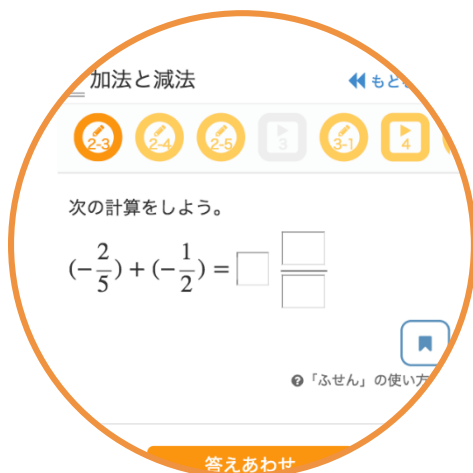 加法と減法
もと
2-3 2-4 2-5 3 3-1 4
次の計算をしよう。
(-2/5) + (-1/2) =
「ふせん」の使い方
答えあわせ